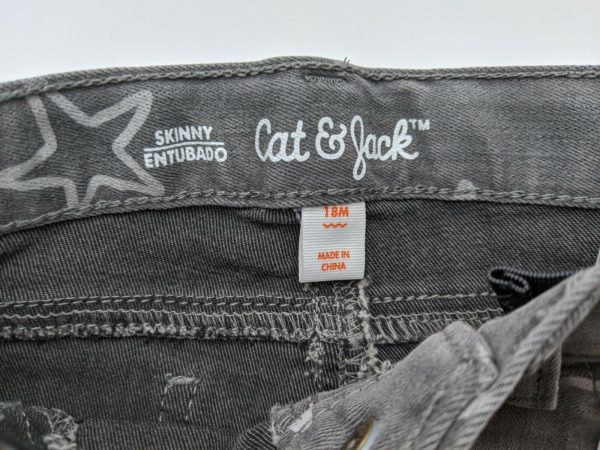 SKINNY
ENTUBADO
Cat & Jack™
18M
MADE IN
CHINA